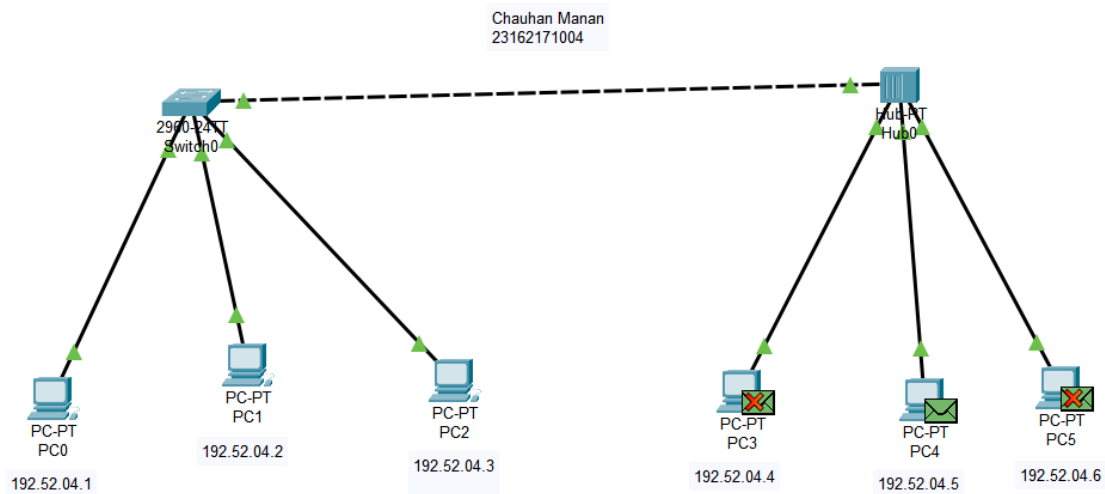 Chauhan Manan
23162171004
2960-24TT
Switch0
Hub-PT
Hub0
PC-PT
PC0
192.52.04.1
PC-PT
PC1
192.52.04.2
PC-PT
PC2
192.52.04.3
PC-PT
PC3
192.52.04.4
PC-PT
PC4
192.52.04.5
PC-PT
PC5
192.52.04.6